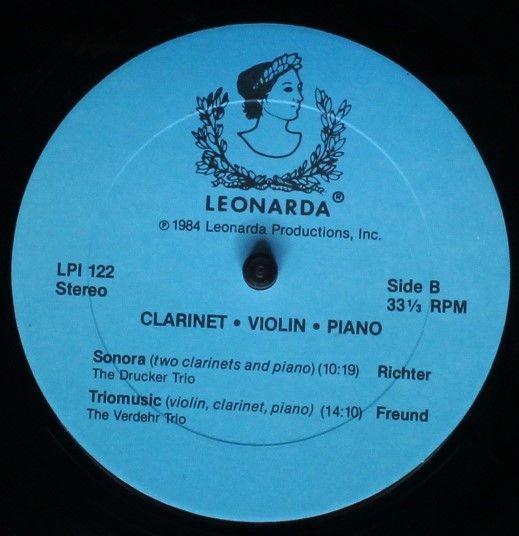 LEONARDA®
℗ 1984 Leonarda Productions, Inc.
LPI 122
Stereo
Side B
33⅓ RPM
CLARINET • VIOLIN • PIANO
Sonora (two clarinets and piano) (10:19) Richter
The Drucker Trio
Triomusic (violin, clarinet, piano) (14:10) Freund
The Verdehr Trio